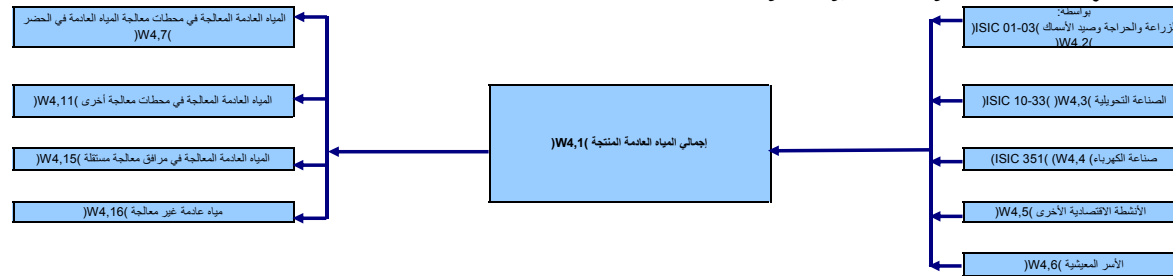 بواسطة:
زراعة والحراجة وصيد الأسماك (ISIC 01-03)
(W4,2)
الصناعة التحويلية (W4,3) (ISIC 10-33)
صناعة الكهرباء (W4,4) (ISIC 351)
الأنشطة الاقتصادية الأخرى (W4,5)
الأسر المعيشية (W4,6)
إجمالي المياه العادمة المنتجة (W4,1)
المياه العادمة المعالجة في محطات معالجة المياه العادمة في الحضر
(W4,7)
المياه العادمة المعالجة في محطات معالجة أخرى (W4,11)
المياه العادمة المعالجة في مرافق معالجة مستقلة (W4,15)
مياه عادمة غير معالجة (W4,16)